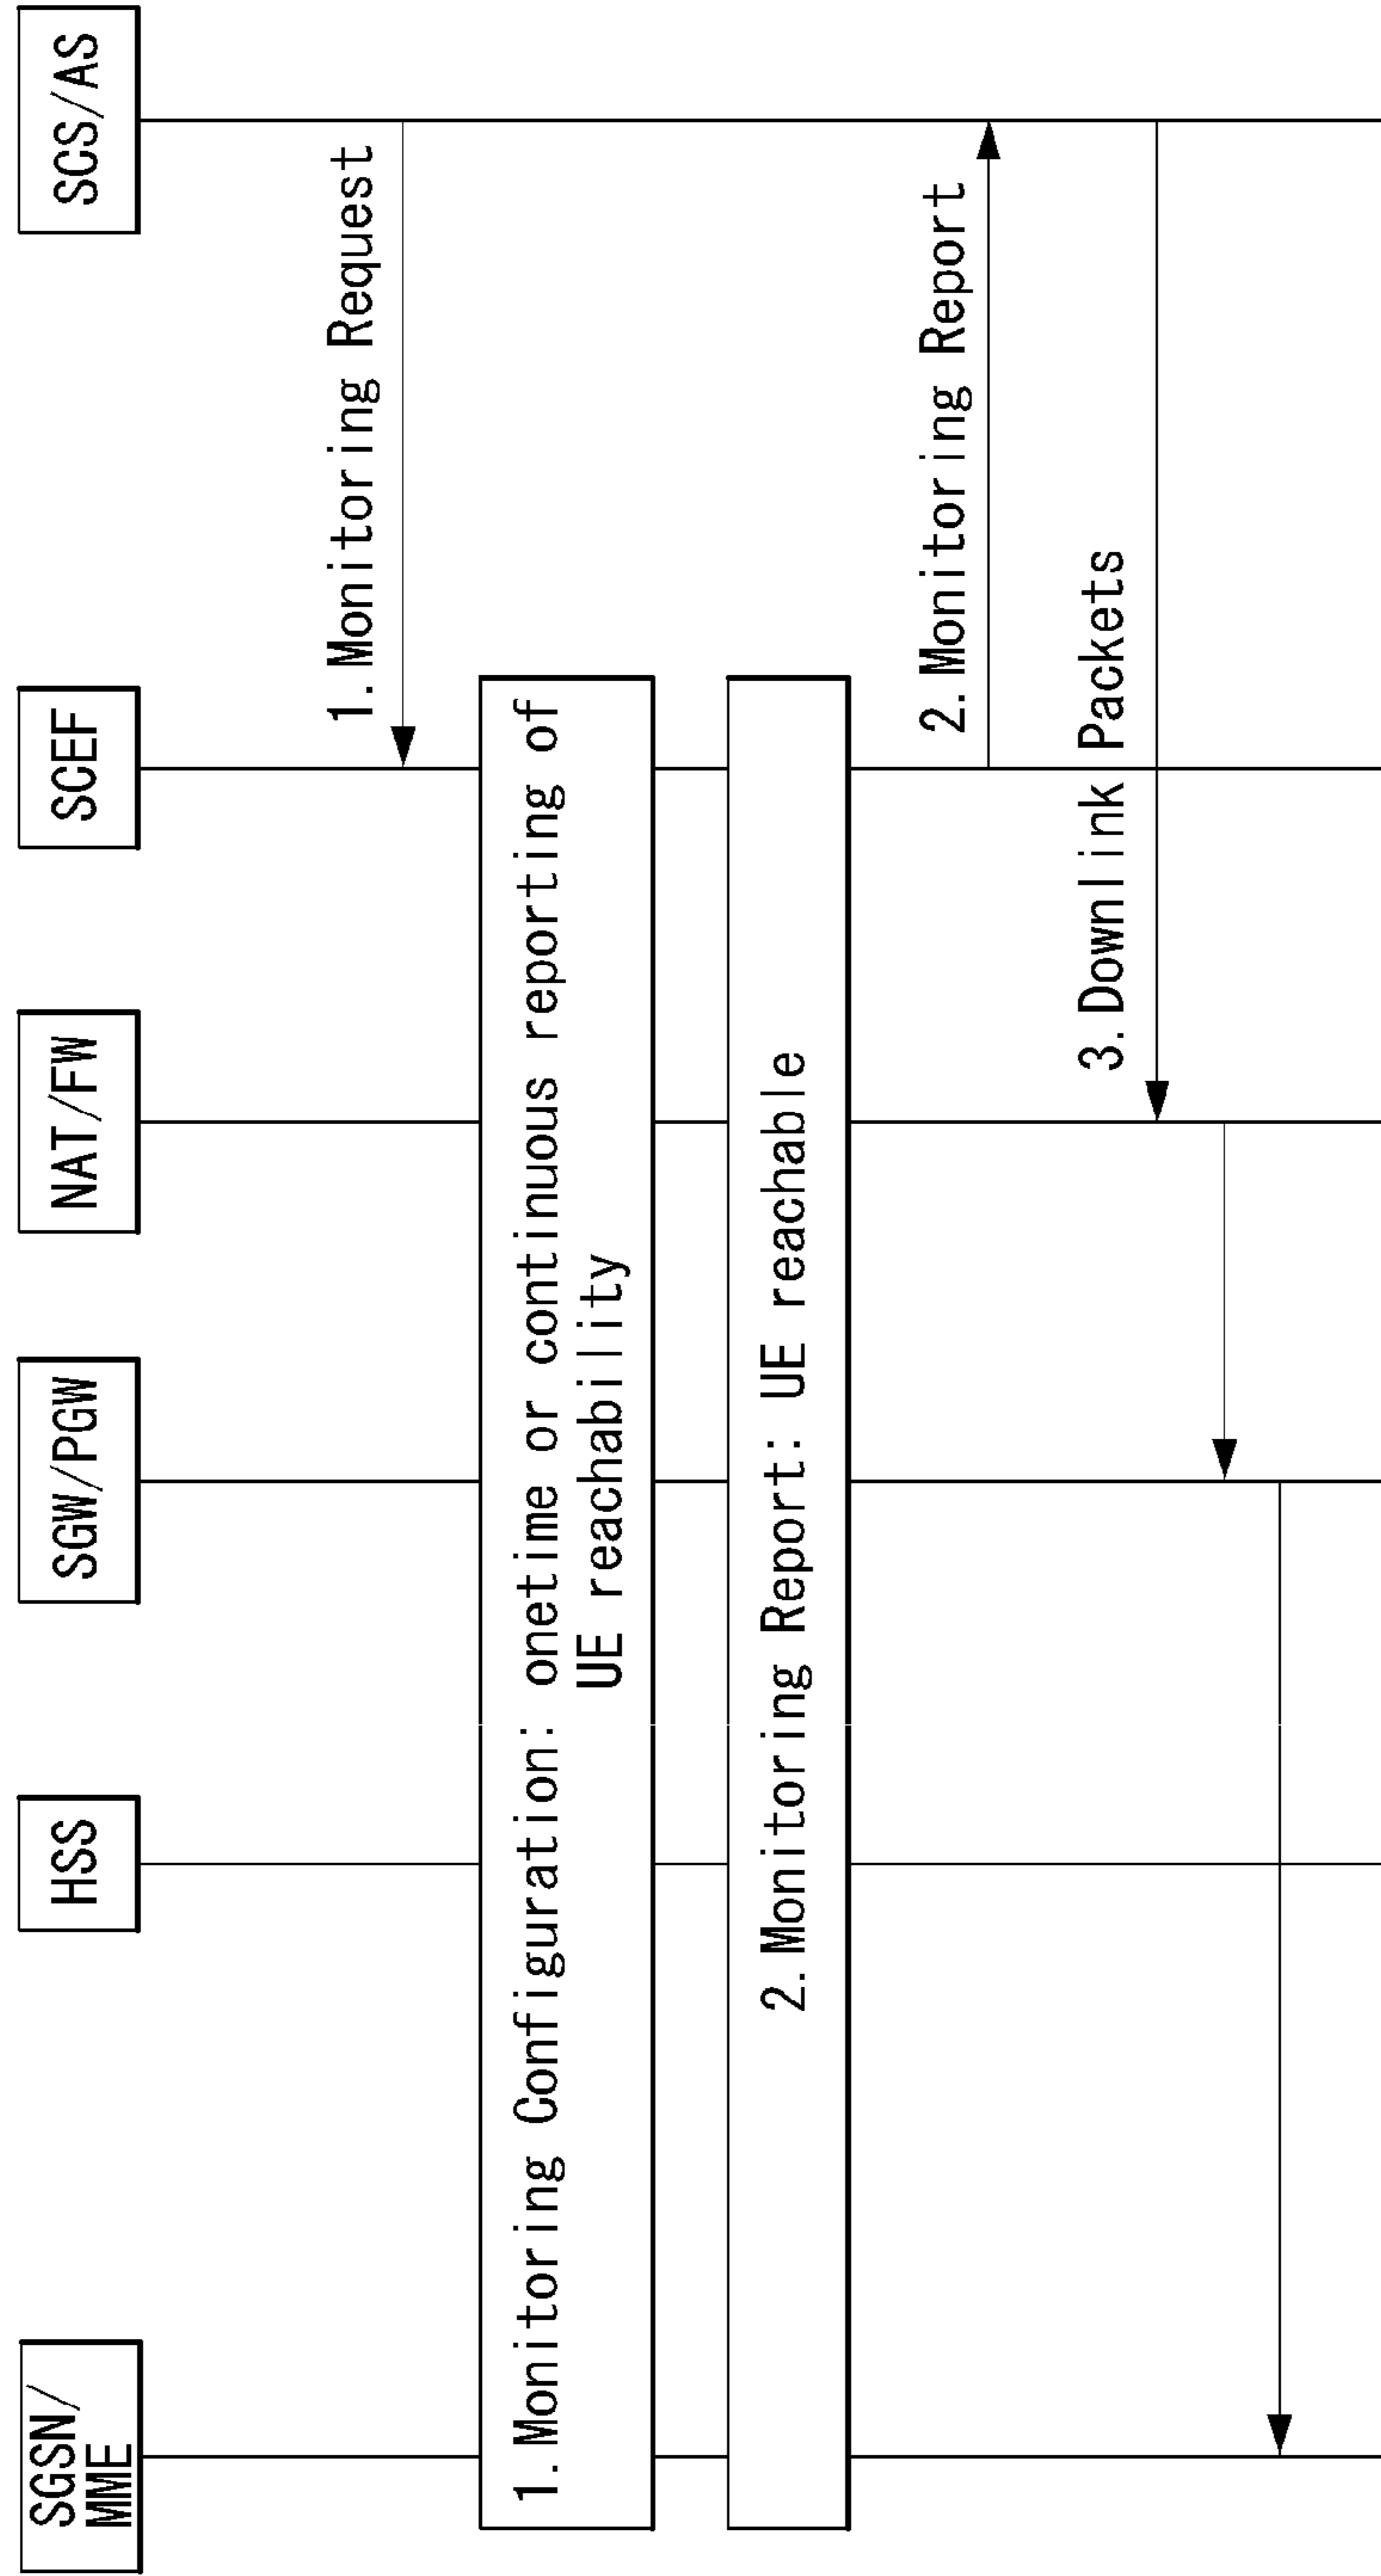 SGSN/
MME
HSS
SGW/PGW
NAT/FW
SCEF
SCS/AS
1. Monitoring Request
1. Monitoring Configuration: onetime or continuous reporting of
UE reachability
2. Monitoring Report: UE reachable
2. Monitoring Report
3. Downlink Packets